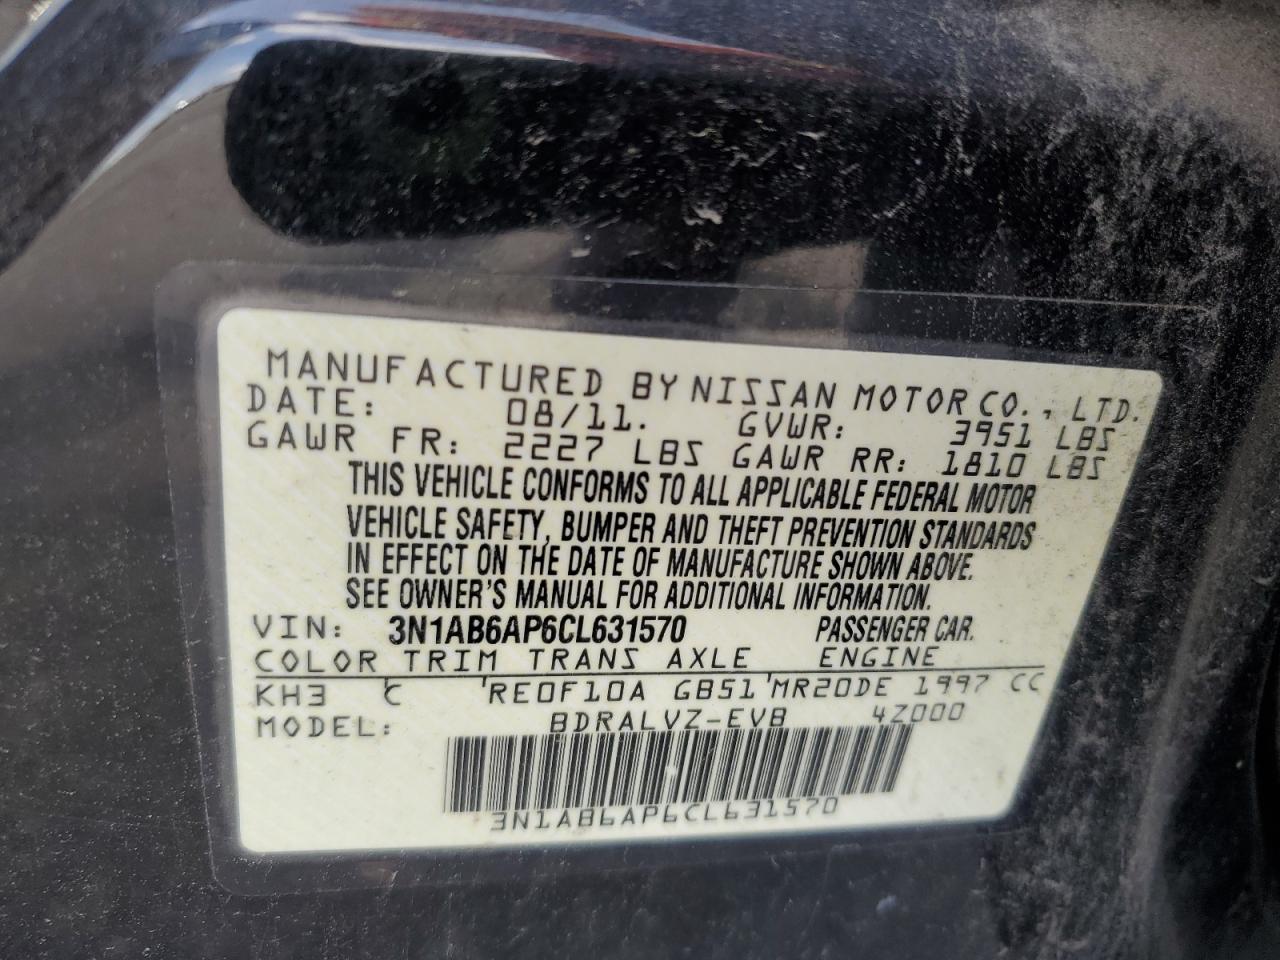 MANUFACTURED BY NISSAN MOTOR CO., LTD.
DATE: 08/11. GVWR: 3951 LBS
GAWR FR: 2227 LBS GAWR RR: 1810 LBS
THIS VEHICLE CONFORMS TO ALL APPLICABLE FEDERAL MOTOR
VEHICLE SAFETY, BUMPER AND THEFT PREVENTION STANDARDS
IN EFFECT ON THE DATE OF MANUFACTURE SHOWN ABOVE.
SEE OWNER'S MANUAL FOR ADDITIONAL INFORMATION.
VIN: 3N1AB6AP6CL631570 PASSENGER CAR.
COLOR TRIM TRANS AXLE ENGINE
KH3 C RE0F10A GB51 MR20DE 1997 CC
MODEL: BDRALVZ-EVB 4Z000
3N1AB6AP6CL631570